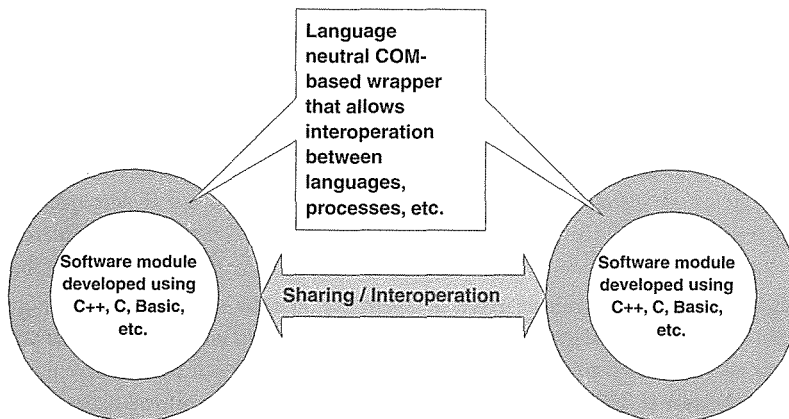 Language
neutral COM-
based wrapper
that allows
interoperation
between
languages,
processes, etc.
Software module
developed using
C++, C, Basic,
etc.
Sharing / Interoperation
Software module
developed using
C++, C, Basic,
etc.